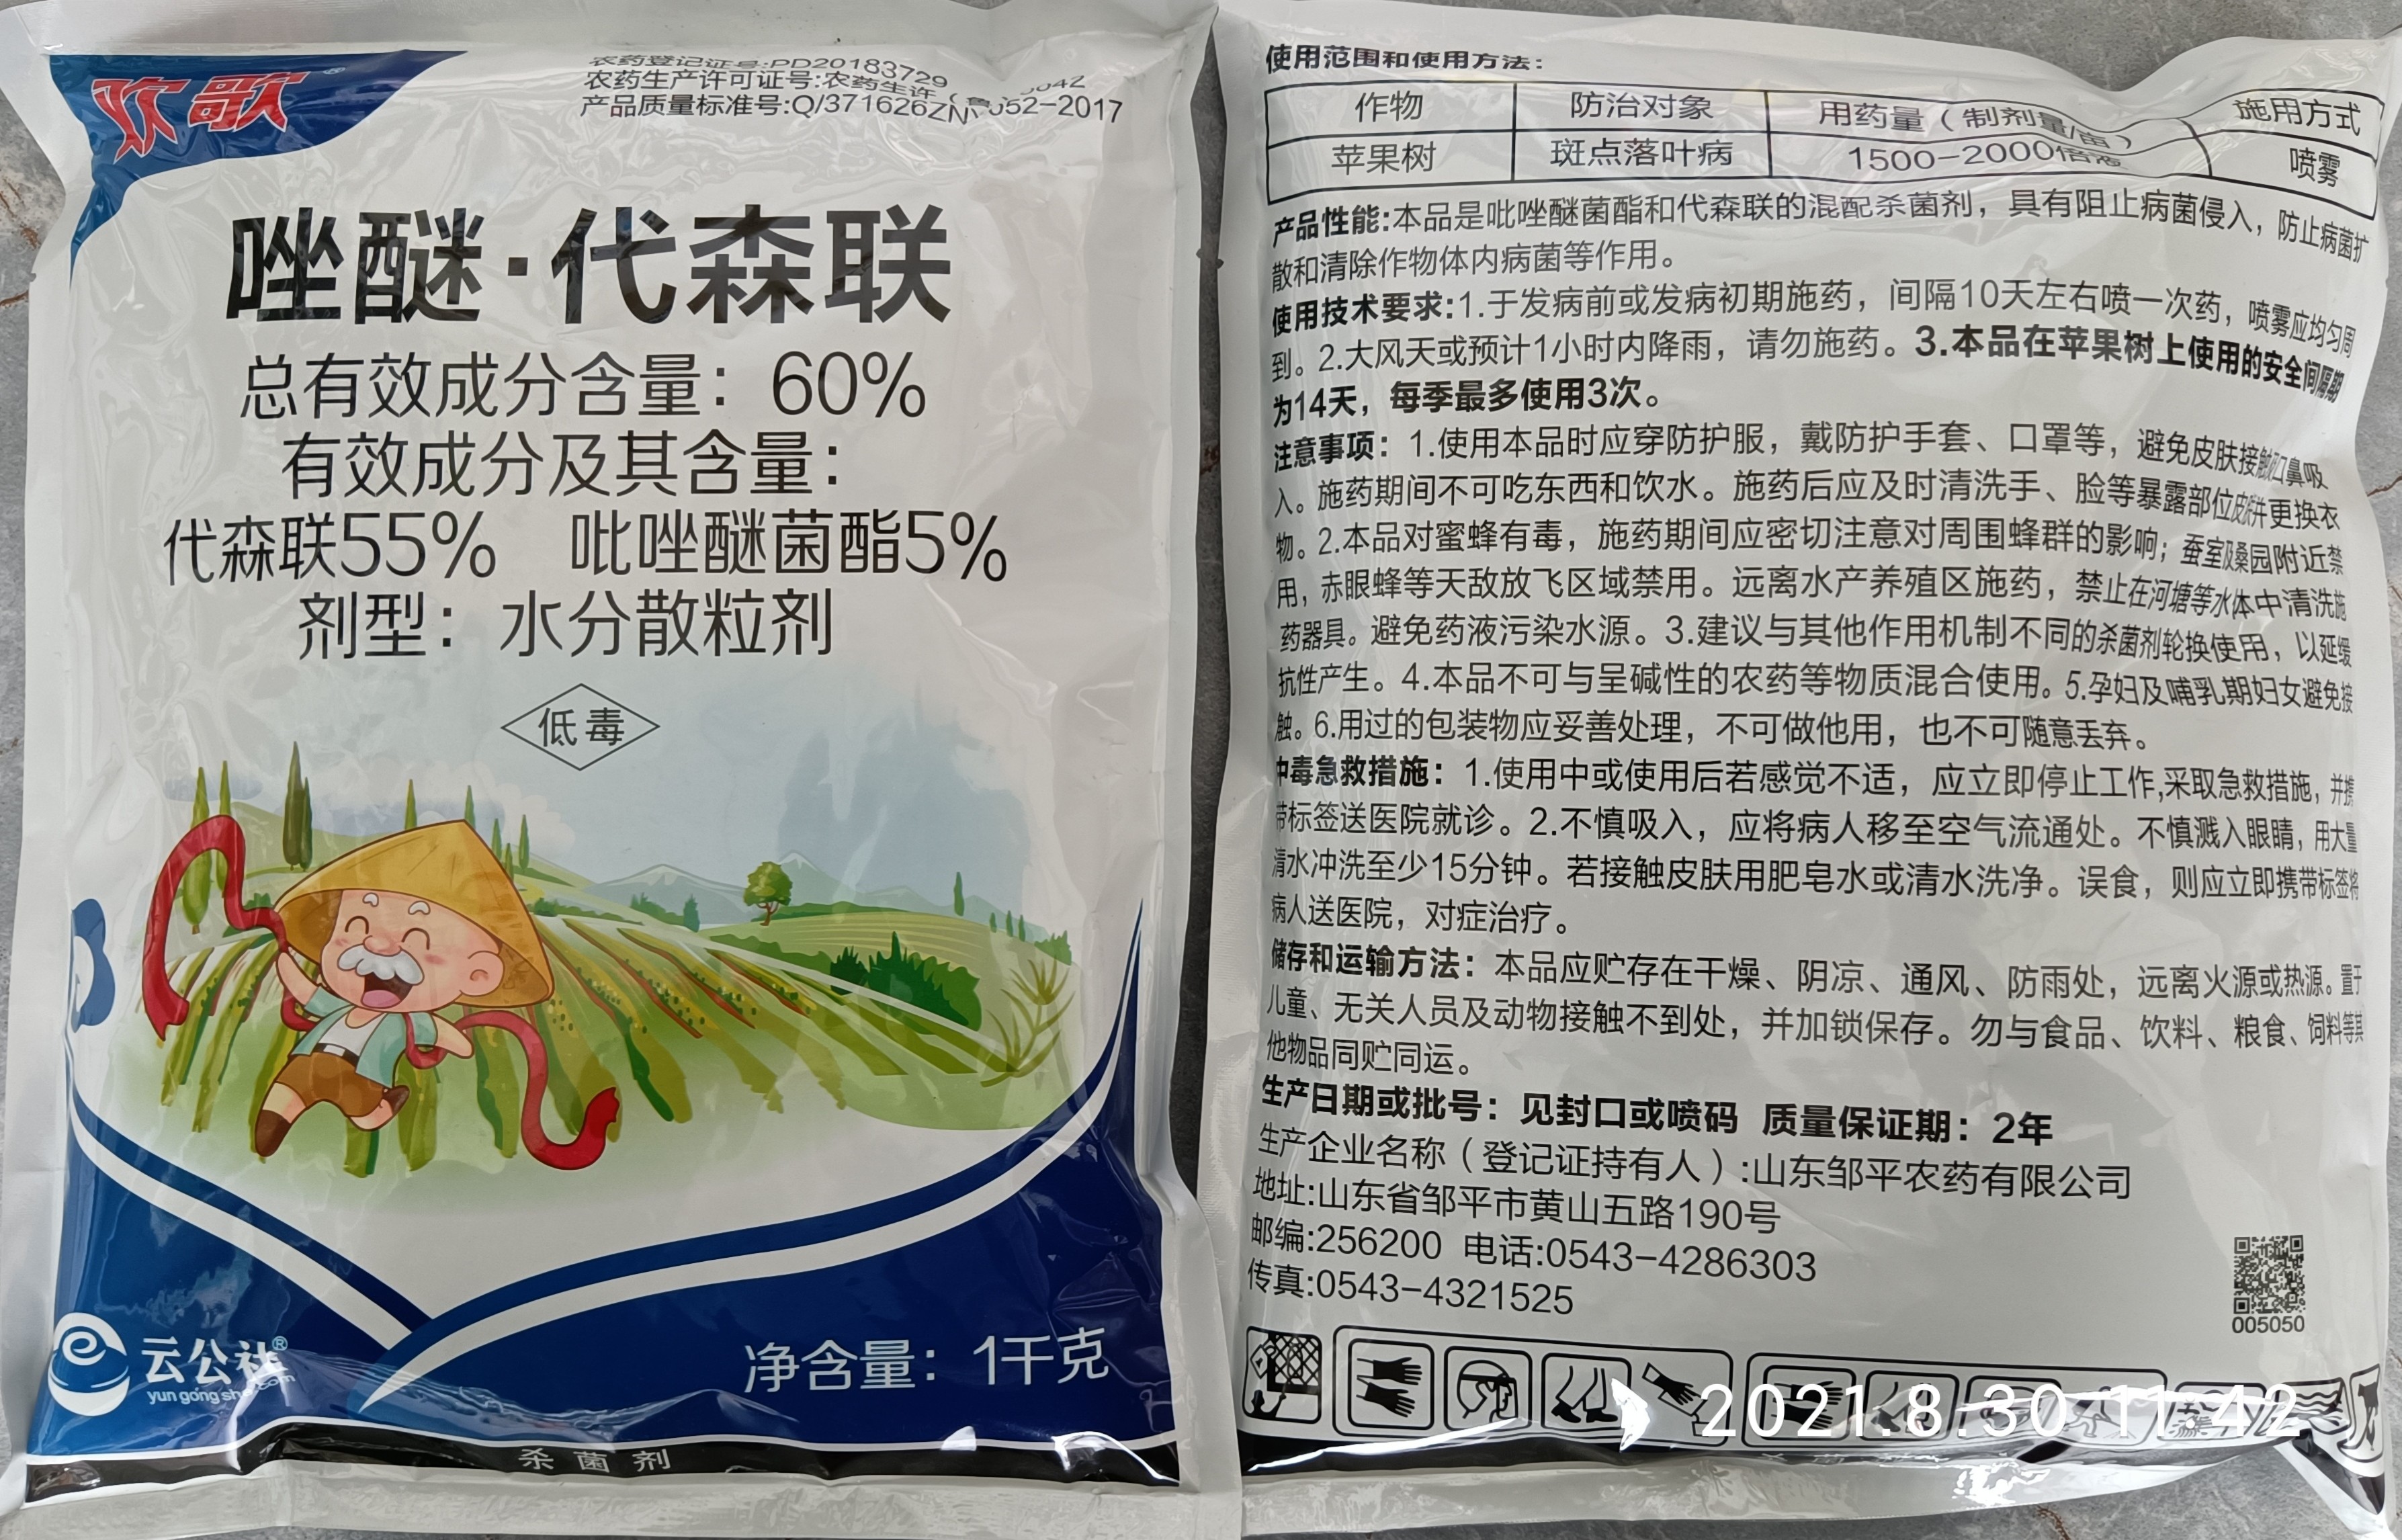 欢歌®
农药登记证号:PD20183729
农药生产许可证号:农药生许(鲁)
产品质量标准号:Q/371626ZN 052-2017
唑醚·代森联
总有效成分含量：60%
有效成分及其含量：
代森联55% 吡唑醚菌酯5%
剂型：水分散粒剂
低毒
云公社®
yun gong she.com
净含量：1千克
杀菌剂
使用范围和使用方法：
作物 防治对象 用药量（制剂量/亩） 施用方式
苹果树 斑点落叶病 1500-2000倍液 喷雾
产品性能:本品是吡唑醚菌酯和代森联的混配杀菌剂，具有阻止病菌侵入，防止病菌扩
散和清除作物体内病菌等作用。
使用技术要求:1.于发病前或发病初期施药，间隔10天左右喷一次药，喷雾应均匀周
到。2.大风天或预计1小时内降雨，请勿施药。3.本品在苹果树上使用的安全间隔期
为14天，每季最多使用3次。
注意事项：1.使用本品时应穿防护服，戴防护手套、口罩等，避免皮肤接触和口鼻吸
入。施药期间不可吃东西和饮水。施药后应及时清洗手、脸等暴露部位皮肤并更换衣
物。2.本品对蜜蜂有毒，施药期间应密切注意对周围蜂群的影响；蚕室及桑园附近禁
用，赤眼蜂等天敌放飞区域禁用。远离水产养殖区施药，禁止在河塘等水体中清洗施
药器具。避免药液污染水源。3.建议与其他作用机制不同的杀菌剂轮换使用，以延缓
抗性产生。4.本品不可与呈碱性的农药等物质混合使用。5.孕妇及哺乳期妇女避免接
触。6.用过的包装物应妥善处理，不可做他用，也不可随意丢弃。
中毒急救措施：1.使用中或使用后若感觉不适，应立即停止工作,采取急救措施，并携
带标签送医院就诊。2.不慎吸入，应将病人移至空气流通处。不慎溅入眼睛，用大量
清水冲洗至少15分钟。若接触皮肤用肥皂水或清水洗净。误食，则应立即携带标签将
病人送医院，对症治疗。
储存和运输方法：本品应贮存在干燥、阴凉、通风、防雨处，远离火源或热源。置于
儿童、无关人员及动物接触不到处，并加锁保存。勿与食品、饮料、粮食、饲料等其
他物品同贮同运。
生产日期或批号：见封口或喷码 质量保证期：2年
生产企业名称（登记证持有人）:山东邹平农药有限公司
地址:山东省邹平市黄山五路190号
邮编:256200 电话:0543-4286303
传真:0543-4321525
005050
2021.8.30 11:42